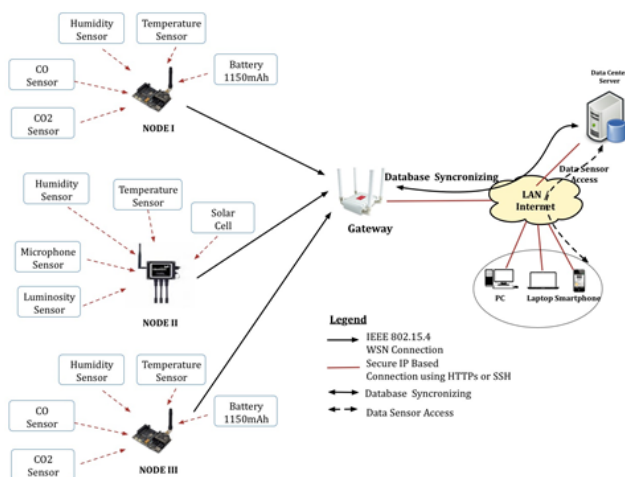 Humidity
Sensor
Temperature
Sensor
CO
Sensor
Battery
1150mAh
CO2
Sensor
NODE I
Humidity
Sensor
Temperature
Sensor
Solar
Cell
Microphone
Sensor
Luminosity
Sensor
NODE II
Humidity
Sensor
Temperature
Sensor
CO
Sensor
Battery
1150mAh
CO2
Sensor
NODE III
Gateway
Database Syncronizing
Data Center
Server
Data Sensor
Access
LAN
Internet
PC
Laptop
Smartphone
Legend
IEEE 802.15.4
WSN Connection
Secure IP Based
Connection using HTTPs or SSH
Database Syncronizing
Data Sensor Access